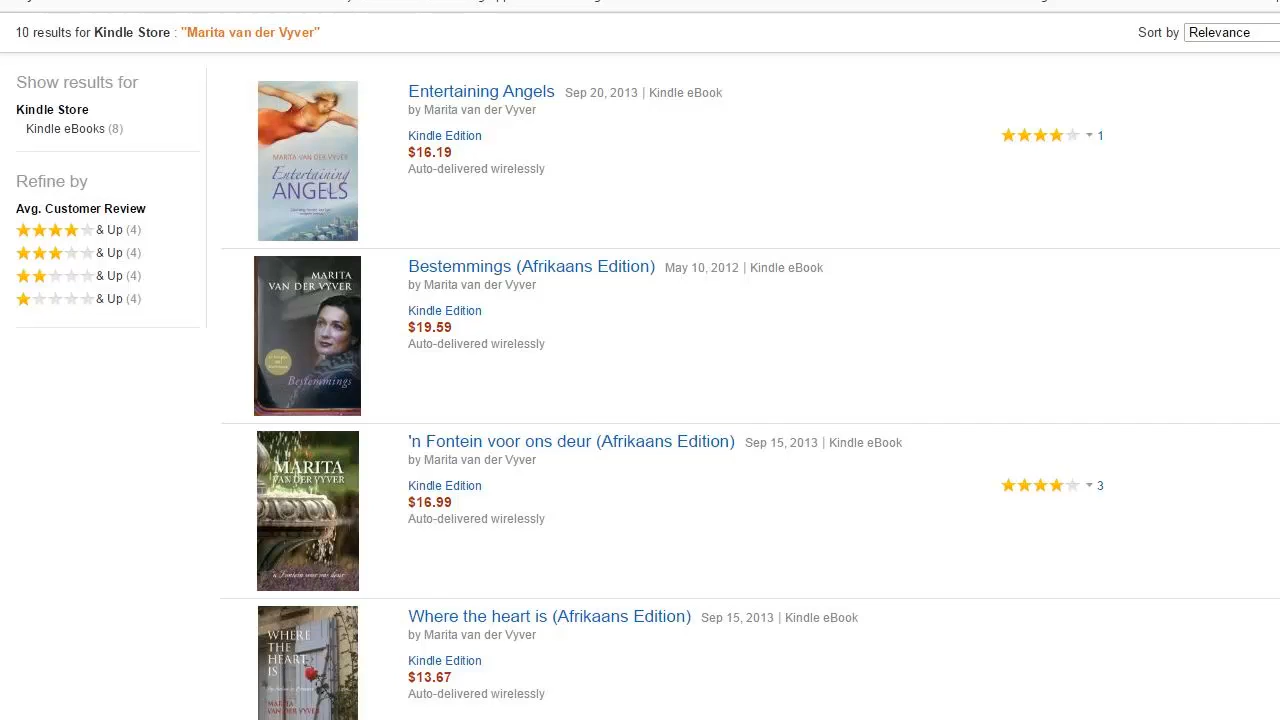 10 results for Kindle Store : "Marita van der Vyver"
Sort by Relevance
Show results for
Kindle Store
Kindle eBooks (8)
Refine by
Avg. Customer Review
& Up (4)
& Up (4)
& Up (4)
& Up (4)
MARITA VAN DER VYVER
Entertaining
ANGELS
Entertaining Angels Sep 20, 2013 | Kindle eBook
by Marita van der Vyver
Kindle Edition
$16.19
Auto-delivered wirelessly
1
MARITA
VAN DER VYVER
Bestemmings
Bestemmings (Afrikaans Edition) May 10, 2012 | Kindle eBook
by Marita van der Vyver
Kindle Edition
$19.59
Auto-delivered wirelessly
MARITA
VAN DER VYVER
'n Fontein voor ons deur
'n Fontein voor ons deur (Afrikaans Edition) Sep 15, 2013 | Kindle eBook
by Marita van der Vyver
Kindle Edition
$16.99
Auto-delivered wirelessly
3
WHERE
THE
HEART
IS
MARITA
VAN DER VYVER
Where the heart is (Afrikaans Edition) Sep 15, 2013 | Kindle eBook
by Marita van der Vyver
Kindle Edition
$13.67
Auto-delivered wirelessly